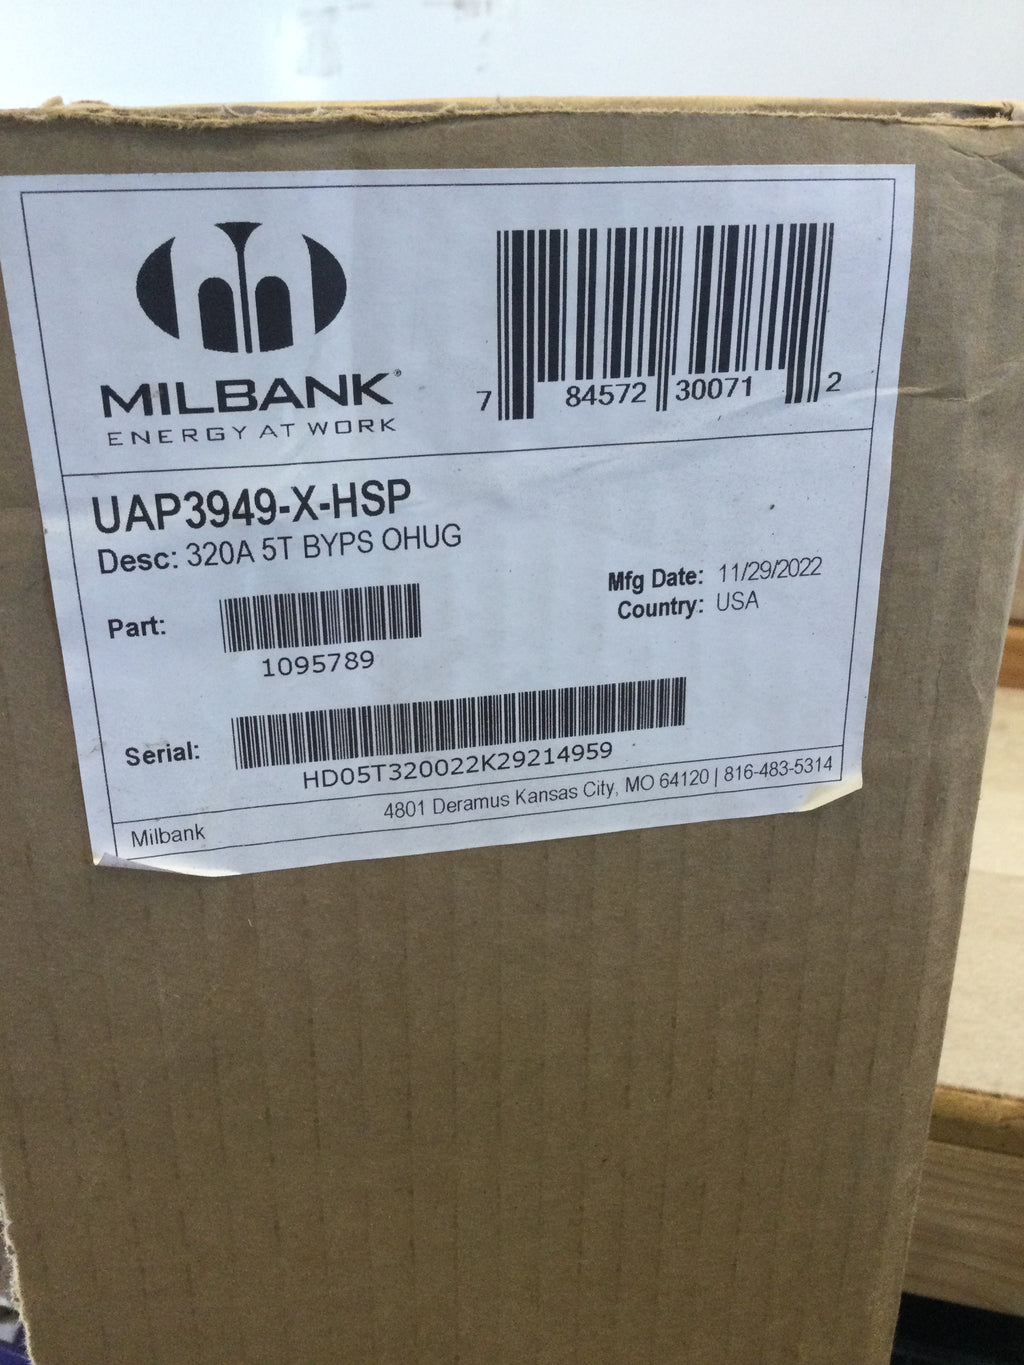 MILBANK®
ENERGY AT WORK
7 84572 30071 2
UAP3949-X-HSP
Desc: 320A 5T BYPS OHUG
Mfg Date: 11/29/2022
Country: USA
Part:
1095789
Serial:
HD05T320022K29214959
Milbank 4801 Deramus Kansas City, MO 64120 | 816-483-5314